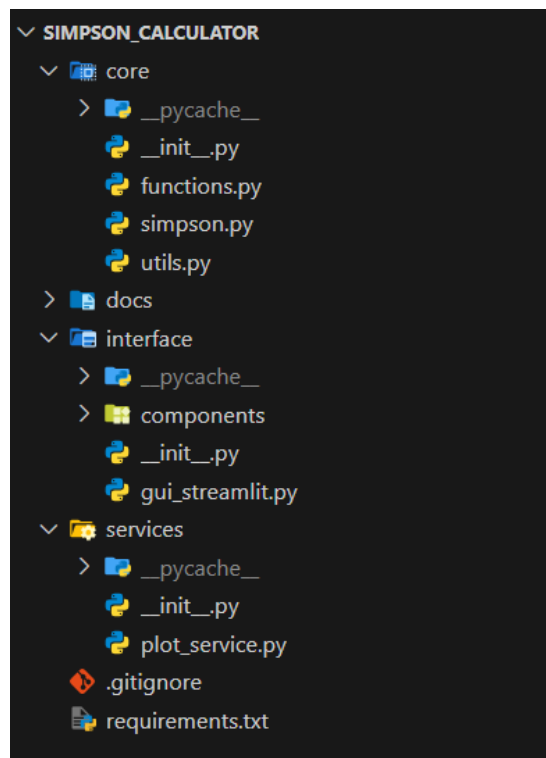 SIMPSON_CALCULATOR
core
__pycache__
__init__.py
functions.py
simpson.py
utils.py
docs
interface
__pycache__
components
__init__.py
gui_streamlit.py
services
__pycache__
__init__.py
plot_service.py
.gitignore
requirements.txt